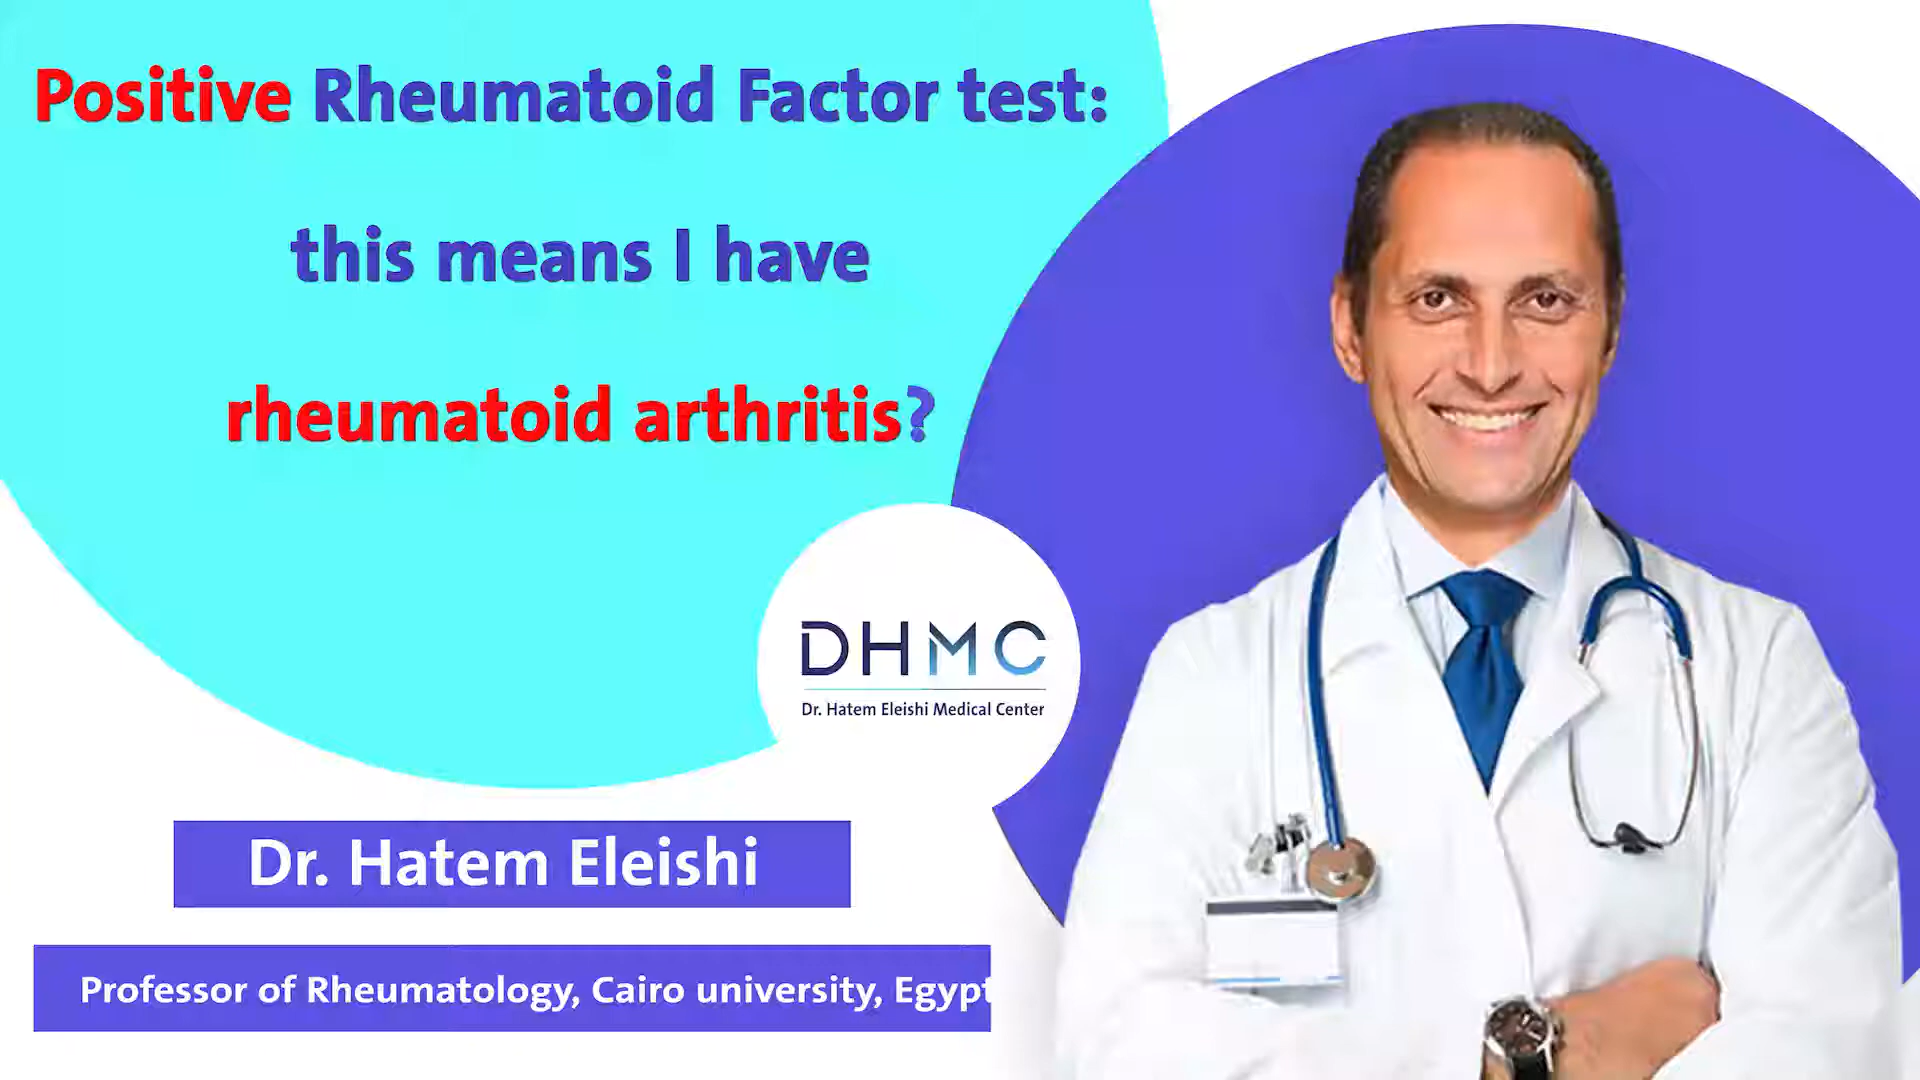 Positive Rheumatoid Factor test:
this means I have
rheumatoid arthritis?
DHMC
Dr. Hatem Eleishi Medical Center
Dr. Hatem Eleishi
Professor of Rheumatology, Cairo university, Egypt